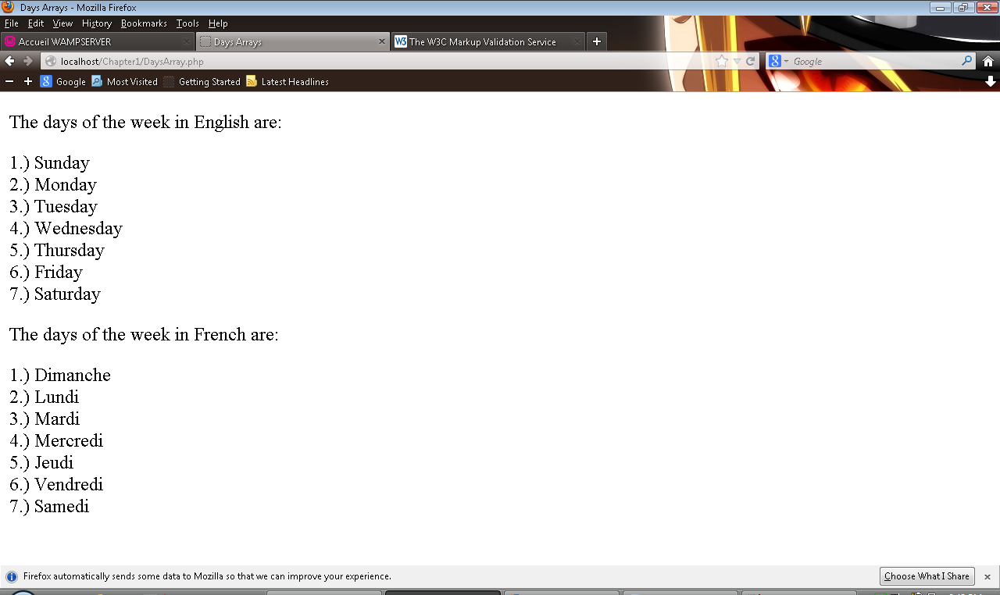 Days Arrays - Mozilla Firefox
File Edit View History Bookmarks Tools Help
Accueil WAMPSERVER
Days Arrays
The W3C Markup Validation Service
localhost/Chapter1/DaysArray.php
Google
Google Most Visited Getting Started Latest Headlines
The days of the week in English are:
1.) Sunday
2.) Monday
3.) Tuesday
4.) Wednesday
5.) Thursday
6.) Friday
7.) Saturday
The days of the week in French are:
1.) Dimanche
2.) Lundi
3.) Mardi
4.) Mercredi
5.) Jeudi
6.) Vendredi
7.) Samedi
Firefox automatically sends some data to Mozilla so that we can improve your experience.
Choose What I Share